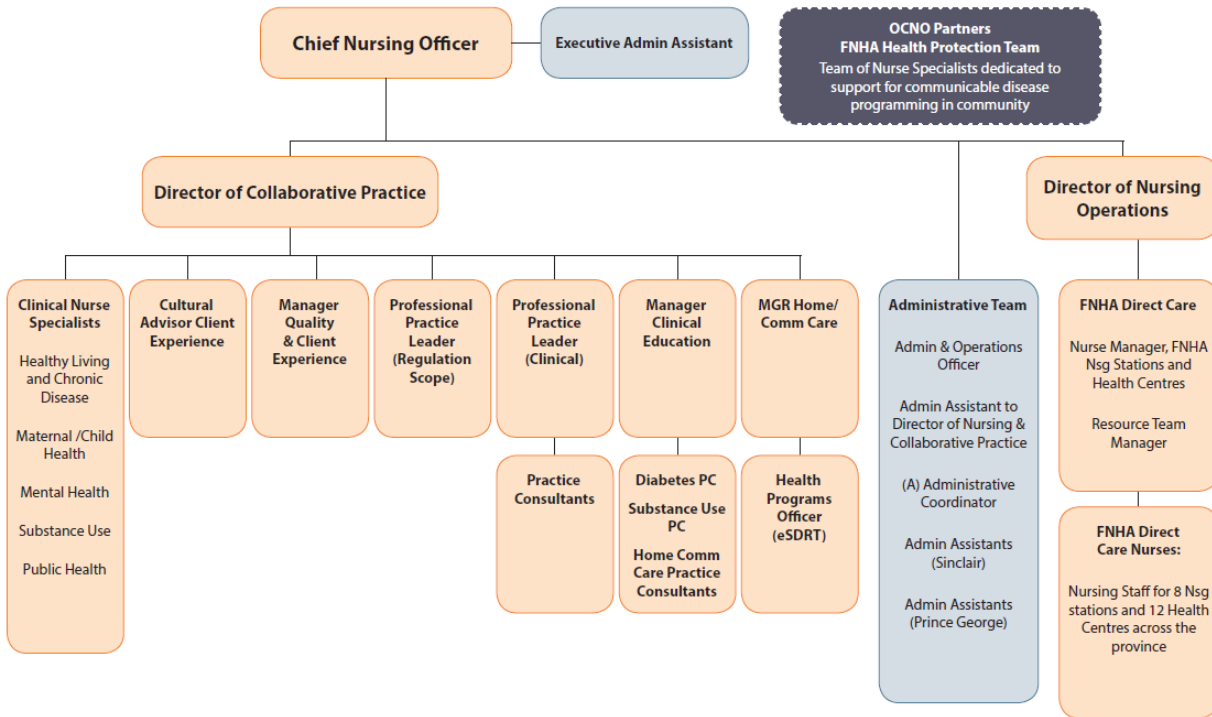 Chief Nursing Officer
Executive Admin Assistant
OCNO Partners
FNHA Health Protection Team
Team of Nurse Specialists dedicated to
support for communicable disease
programming in community
Director of Collaborative Practice
Director of Nursing
Operations
Clinical Nurse
Specialists
Healthy Living
and Chronic
Disease
Maternal /Child
Health
Mental Health
Substance Use
Public Health
Cultural
Advisor Client
Experience
Manager
Quality
& Client
Experience
Professional
Practice
Leader
(Regulation
Scope)
Professional
Practice
Leader
(Clinical)
Practice
Consultants
Manager
Clinical
Education
Diabetes PC
Substance Use
PC
Home Comm
Care Practice
Consultants
MGR Home/
Comm Care
Health
Programs
Officer
(eSDRT)
Administrative Team
Admin & Operations
Officer
Admin Assistant to
Director of Nursing &
Collaborative Practice
(A) Administrative
Coordinator
Admin Assistants
(Sinclair)
Admin Assistants
(Prince George)
FNHA Direct Care
Nurse Manager, FNHA
Nsg Stations and
Health Centres
Resource Team
Manager
FNHA Direct
Care Nurses:
Nursing Staff for 8 Nsg
stations and 12 Health
Centres across the
province